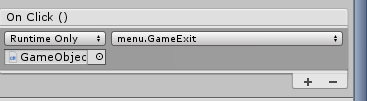 On Click ()
Runtime Only menu.GameExit
GameObjec
+ −